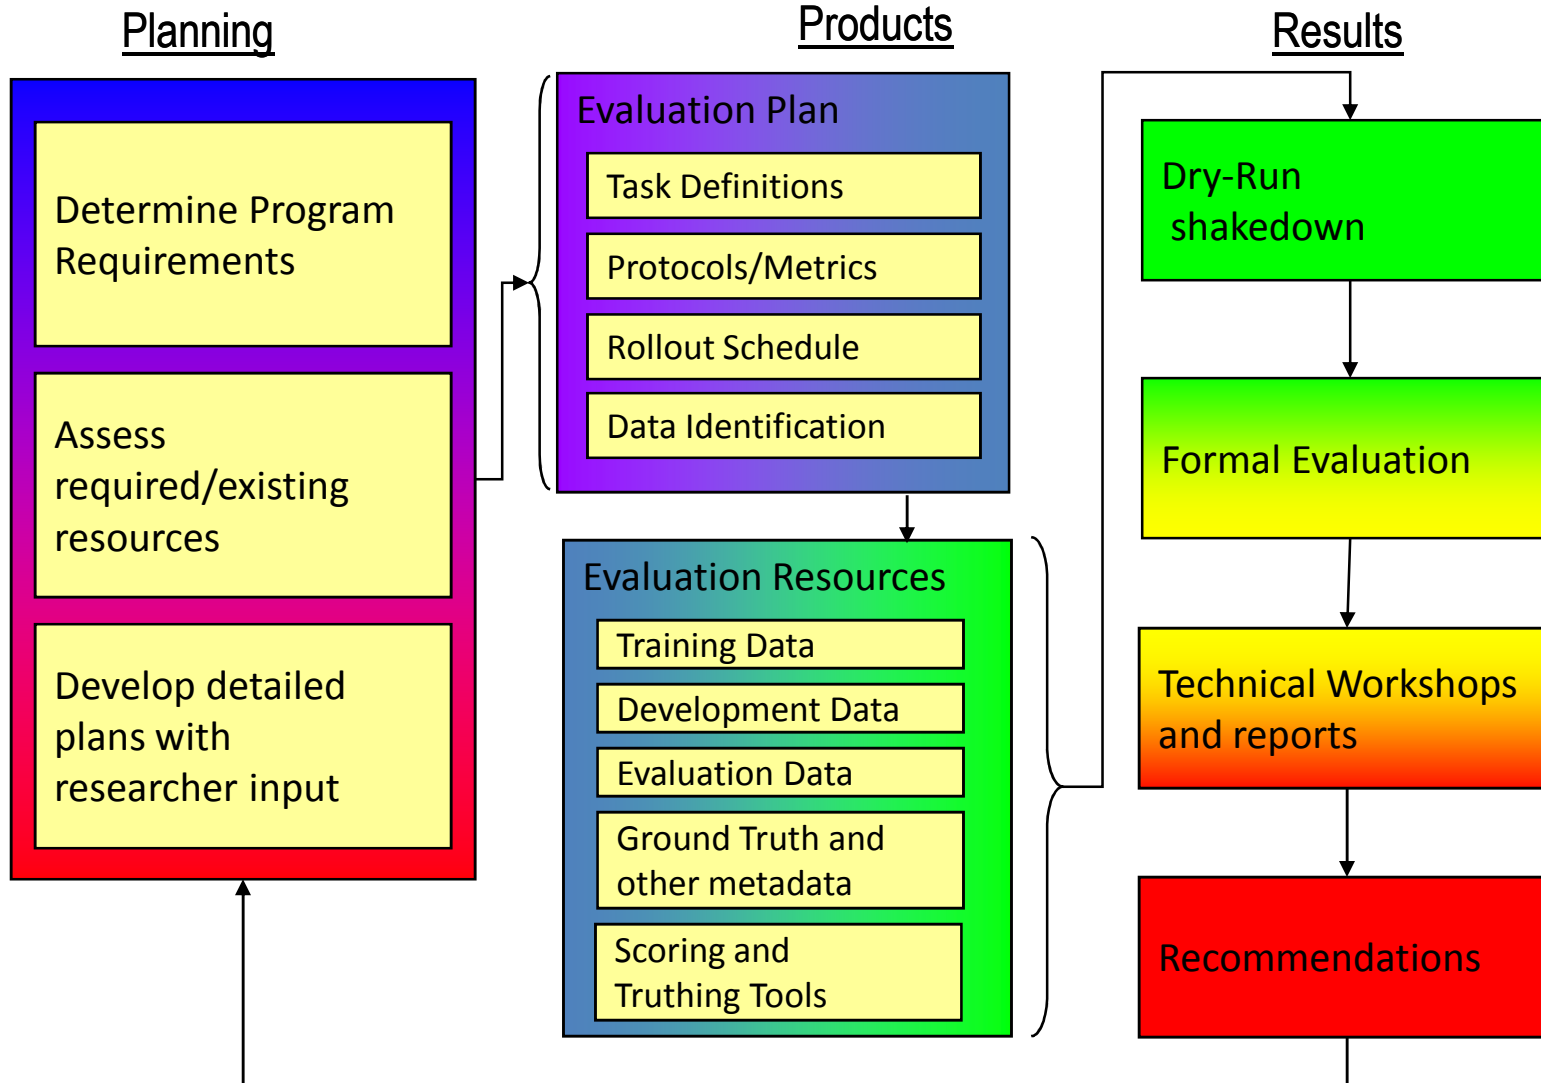 Planning
Determine Program
Requirements
Assess
required/existing
resources
Develop detailed
plans with
researcher input
Products
Evaluation Plan
Task Definitions
Protocols/Metrics
Rollout Schedule
Data Identification
Evaluation Resources
Training Data
Development Data
Evaluation Data
Ground Truth and
other metadata
Scoring and
Truthing Tools
Results
Dry-Run
shakedown
Formal Evaluation
Technical Workshops
and reports
Recommendations